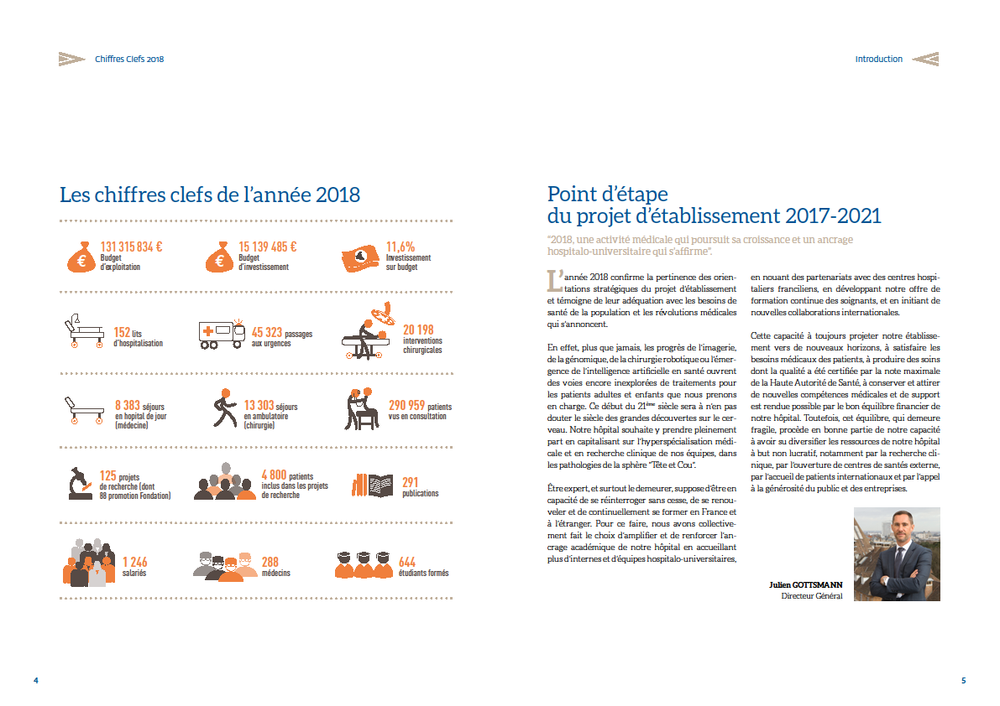 Chiffres Clefs 2018
Introduction
Les chiffres clefs de l’année 2018
131 315 834 €
Budget
d’exploitation
15 139 485 €
Budget
d’investissement
11,6%
Investissement
sur budget
152 lits
d’hospitalisation
45 323 passages
aux urgences
20 198
interventions
chirurgicales
8 383 séjours
en hopital de jour
(médecine)
13 303 séjours
en ambulatoire
(chirurgie)
290 959 patients
vus en consultation
125 projets
de recherche (dont
88 promotion Fondation)
4 800 patients
inclus dans les projets
de recherche
291
publications
1 246
salariés
288
médecins
644
étudiants formés
4
Point d’étape
du projet d’établissement 2017-2021
“2018, une activité médicale qui poursuit sa croissance et un ancrage
hospitalo-universitaire qui s’affirme”.
L’année 2018 confirme la pertinence des orien-
tations stratégiques du projet d’établissement
et témoigne de leur adéquation avec les besoins de
santé de la population et les révolutions médicales
qui s’annoncent.
En effet, plus que jamais, les progrès de l’imagerie,
de la génomique, de la chirurgie robotique ou l’émer-
gence de l’intelligence artificielle en santé ouvrent
des voies encore inexplorées de traitements pour
les patients adultes et enfants que nous prenons
en charge. Ce début du 21ème siècle sera à n’en pas
douter le siècle des grandes découvertes sur le cer-
veau. Notre hôpital souhaite y prendre pleinement
part en capitalisant sur l’hyperspécialisation médi-
cale et en recherche clinique de nos équipes, dans
les pathologies de la sphère “Tête et Cou”.
Être expert, et surtout le demeurer, suppose d’être en
capacité de se réinterroger sans cesse, de se renou-
veler et de continuellement se former en France et
à l’étranger. Pour ce faire, nous avons collective-
ment fait le choix d’amplifier et de renforcer l’an-
crage académique de notre hôpital en accueillant
plus d’internes et d’équipes hospitalo-universitaires,
en nouant des partenariats avec des centres hospi-
taliers franciliens, en développant notre offre de
formation continue des soignants, et en initiant de
nouvelles collaborations internationales.
Cette capacité à toujours projeter notre établisse-
ment vers de nouveaux horizons, à satisfaire les
besoins médicaux des patients, à produire des soins
dont la qualité a été certifiée par la note maximale
de la Haute Autorité de Santé, à conserver et attirer
de nouvelles compétences médicales et de support
est rendue possible par le bon équilibre financier de
notre hôpital. Toutefois, cet équilibre, qui demeure
fragile, procède en bonne partie de notre capacité
à avoir su diversifier les ressources de notre hôpital
à but non lucratif, notamment par la recherche cli-
nique, par l’ouverture de centres de santés externe,
par l’accueil de patients internationaux et par l’appel
à la générosité du public et des entreprises.
Julien GOTTSMANN
Directeur Général
5